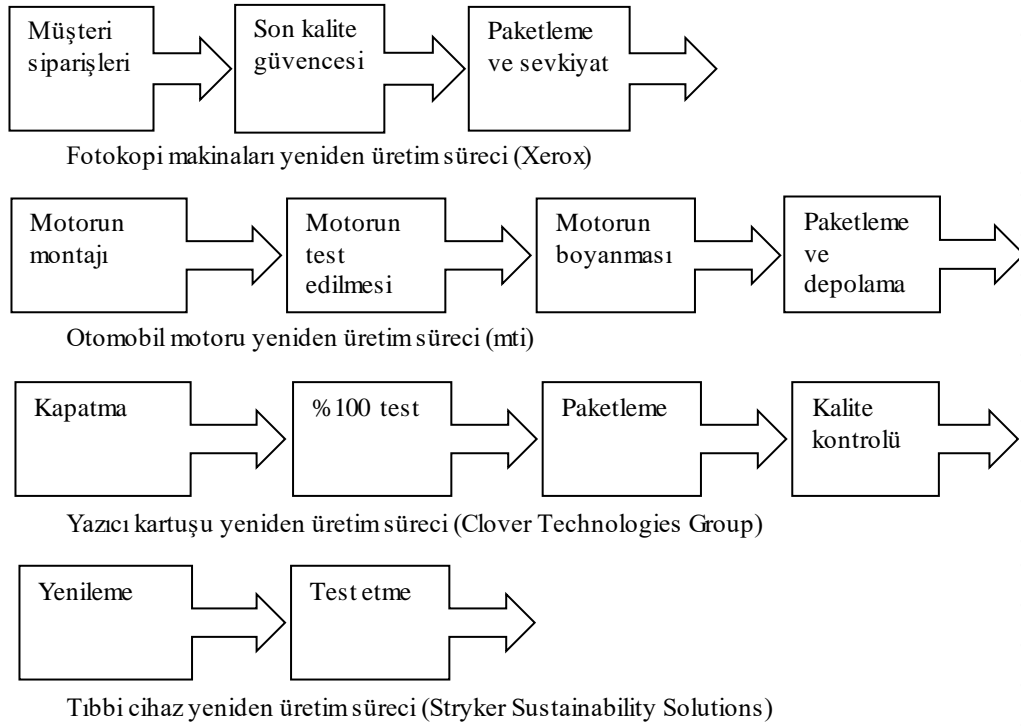 Müşteri
siparişleri
Son kalite
güvencesi
Paketleme
ve sevkiyat
Fotokopi makinaları yeniden üretim süreci (Xerox)
Motorun
montajı
Motorun
test
edilmesi
Motorun
boyanması
Paketleme
ve
depolama
Otomobil motoru yeniden üretim süreci (mti)
Kapatma
%100 test
Paketleme
Kalite
kontrolü
Yazıcı kartuşu yeniden üretim süreci (Clover Technologies Group)
Yenileme
Test etme
Tıbbi cihaz yeniden üretim süreci (Stryker Sustainability Solutions)